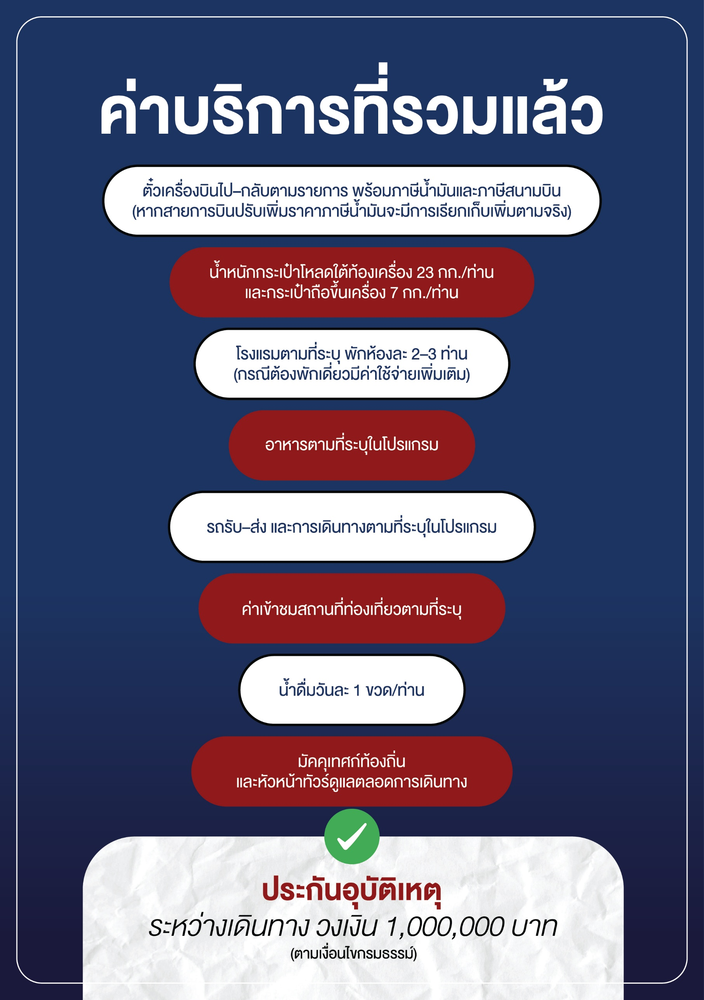 ค่าบริการที่รวมแล้ว
ตั๋วเครื่องบินไป–กลับตามรายการ พร้อมภาษีน้ำมันและภาษีสนามบิน
(หากสายการบินปรับเพิ่มราคาภาษีน้ำมันจะมีการเรียกเก็บเพิ่มตามจริง)
น้ำหนักกระเป๋าโหลดใต้ท้องเครื่อง 23 กก./ท่าน
และกระเป๋าถือขึ้นเครื่อง 7 กก./ท่าน
โรงแรมตามที่ระบุ พักห้องละ 2–3 ท่าน
(กรณีต้องพักเดี่ยวมีค่าใช้จ่ายเพิ่มเติม)
อาหารตามที่ระบุในโปรแกรม
รถรับ–ส่ง และการเดินทางตามที่ระบุในโปรแกรม
ค่าเข้าชมสถานที่ท่องเที่ยวตามที่ระบุ
น้ำดื่มวันละ 1 ขวด/ท่าน
มัคคุเทศก์ท้องถิ่น
และหัวหน้าทัวร์ดูแลตลอดการเดินทาง
ประกันอุบัติเหตุ
ระหว่างเดินทาง วงเงิน 1,000,000 บาท
(ตามเงื่อนไขกรมธรรม์)